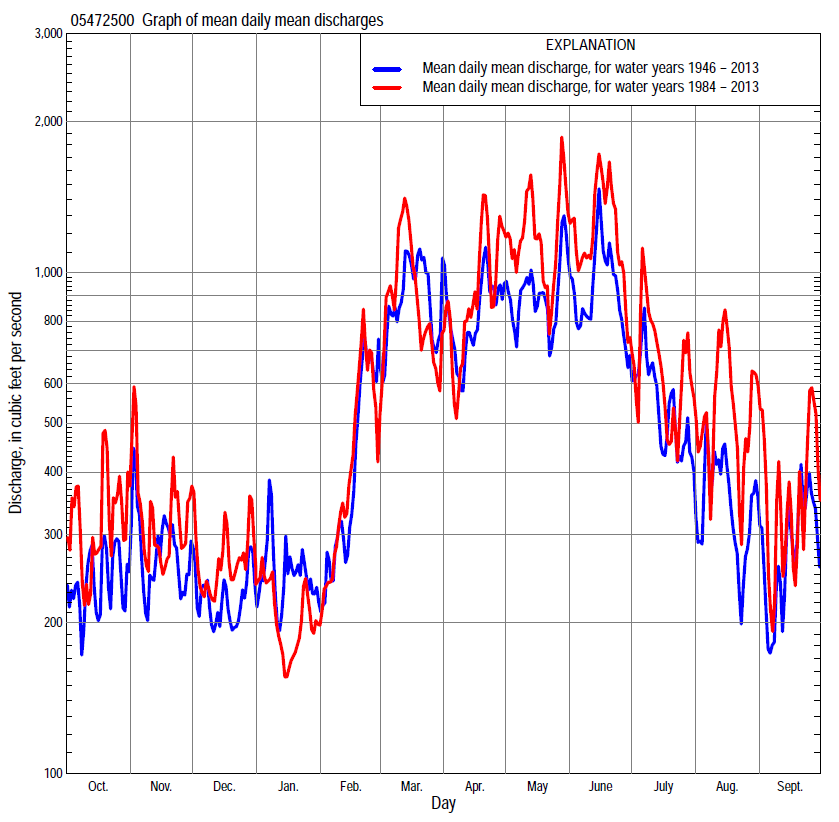 05472500 Graph of mean daily mean discharges
EXPLANATION
Mean daily mean discharge, for water years 1946 – 2013
Mean daily mean discharge, for water years 1984 – 2013
Discharge, in cubic feet per second
3,000
2,000
1,000
800
600
500
400
300
200
100
Oct. Nov. Dec. Jan. Feb. Mar. Apr. May June July Aug. Sept.
Day